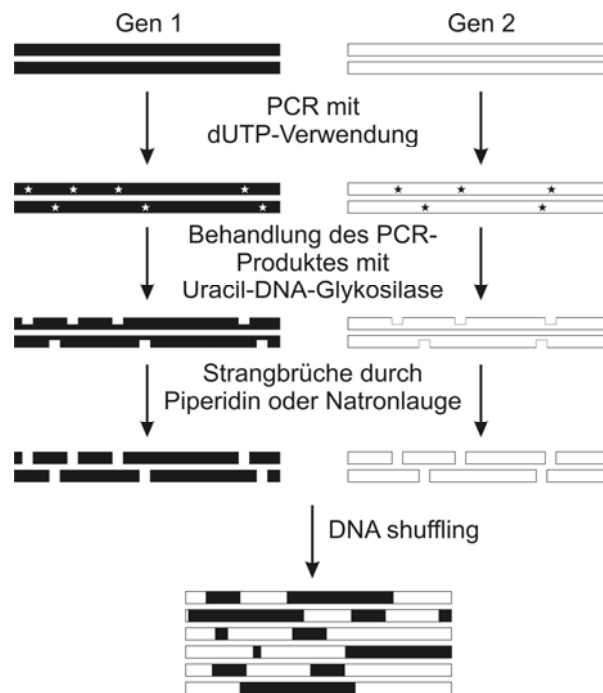 Gen 1
Gen 2
PCR mit
dUTP-Verwendung
Behandlung des PCR-
Produktes mit
Uracil-DNA-Glykosilase
Strangbrüche durch
Piperidin oder Natronlauge
DNA shuffling